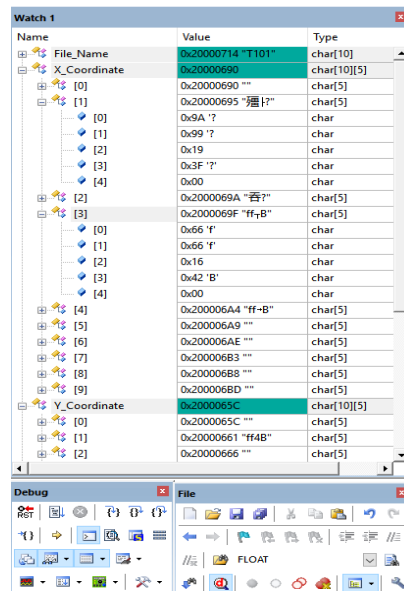 Watch 1
Name Value Type
File_Name 0x20000714 "T101" char[10]
X_Coordinate 0x20000690 char[10][5]
[0] 0x20000690 "" char[5]
[1] 0x20000695 char[5]
[0] 0x9A '? char
[1] 0x99 '? char
[2] 0x19 char
[3] 0x3F '?' char
[4] 0x00 char
[2] 0x2000069A "吞?" char[5]
[3] 0x2000069F "ff┬B" char[5]
[0] 0x66 'f' char
[1] 0x66 'f' char
[2] 0x16 char
[3] 0x42 'B' char
[4] 0x00 char
[4] 0x200006A4 "ff¬B" char[5]
[5] 0x200006A9 "" char[5]
[6] 0x200006AE "" char[5]
[7] 0x200006B3 "" char[5]
[8] 0x200006B8 "" char[5]
[9] 0x200006BD "" char[5]
Y_Coordinate 0x2000065C char[10][5]
[0] 0x2000065C "" char[5]
[1] 0x20000661 "ff4B" char[5]
[2] 0x20000666 "" char[5]
Debug
File
RST
FLOAT